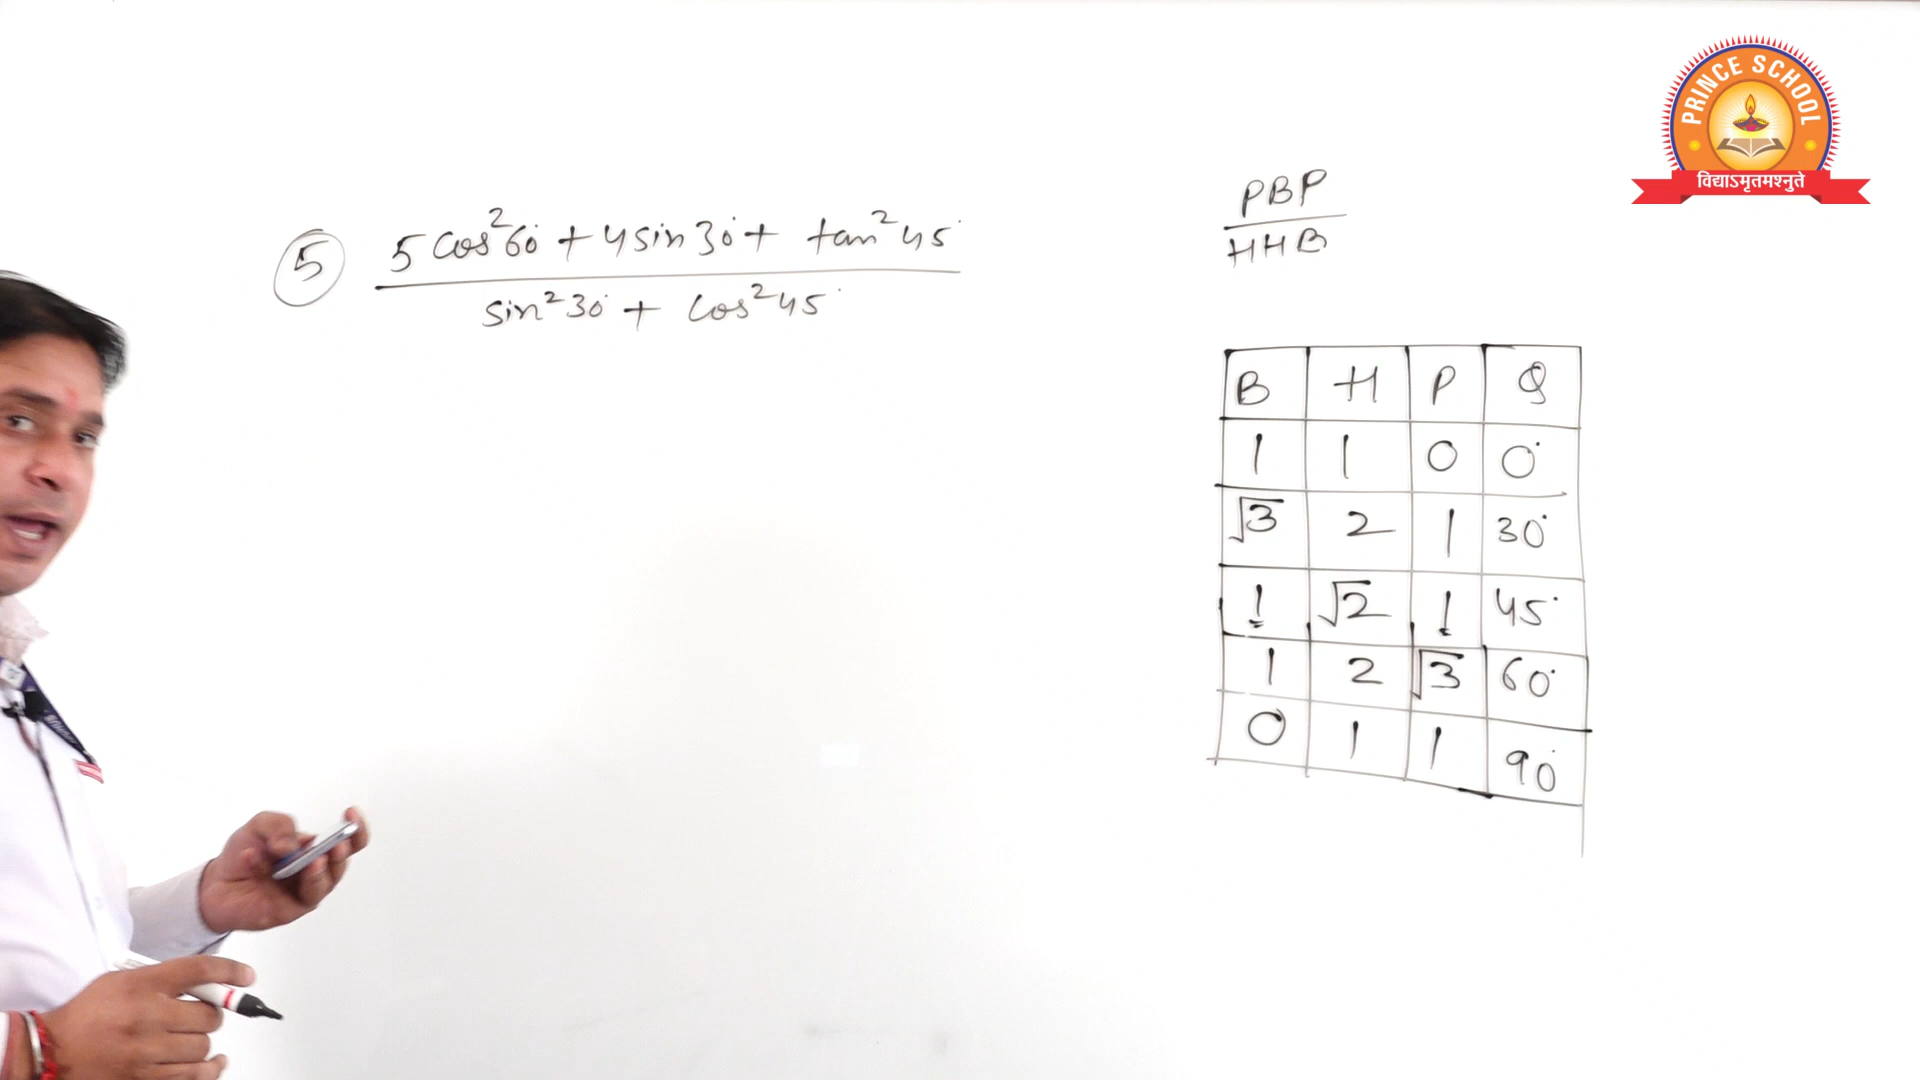 PRINCE SCHOOL
विद्याऽमृतमश्नुते
PBP
HHB
⑤ 5 cos²60° + 4 sin 30° + tan²45°
sin²30° + cos²45°
B H P Q
1 1 0 0°
√3 2 1 30°
1 √2 1 45°
1 2 √3 60°
0 1 1 90°